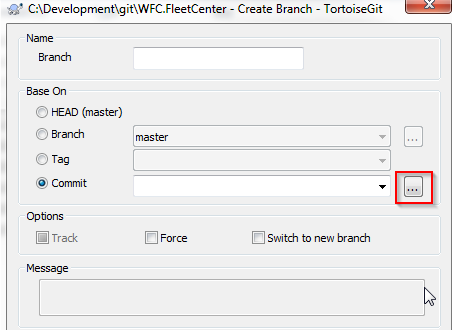 C:\Development\git\WFC.FleetCenter - Create Branch - TortoiseGit
Name
Branch
Base On
HEAD (master)
Branch
master
...
Tag
Commit
...
Options
Track
Force
Switch to new branch
Message